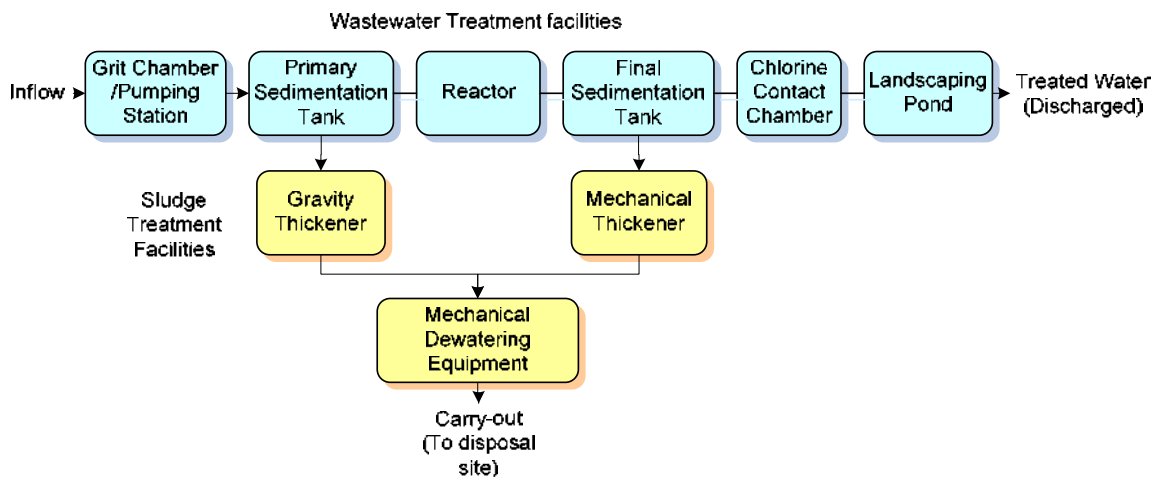 Wastewater Treatment facilities
Inflow
Grit Chamber
/Pumping
Station
Primary
Sedimentation
Tank
Reactor
Final
Sedimentation
Tank
Chlorine
Contact
Chamber
Landscaping
Pond
Treated Water
(Discharged)
Sludge
Treatment
Facilities
Gravity
Thickener
Mechanical
Thickener
Mechanical
Dewatering
Equipment
Carry-out
(To disposal
site)